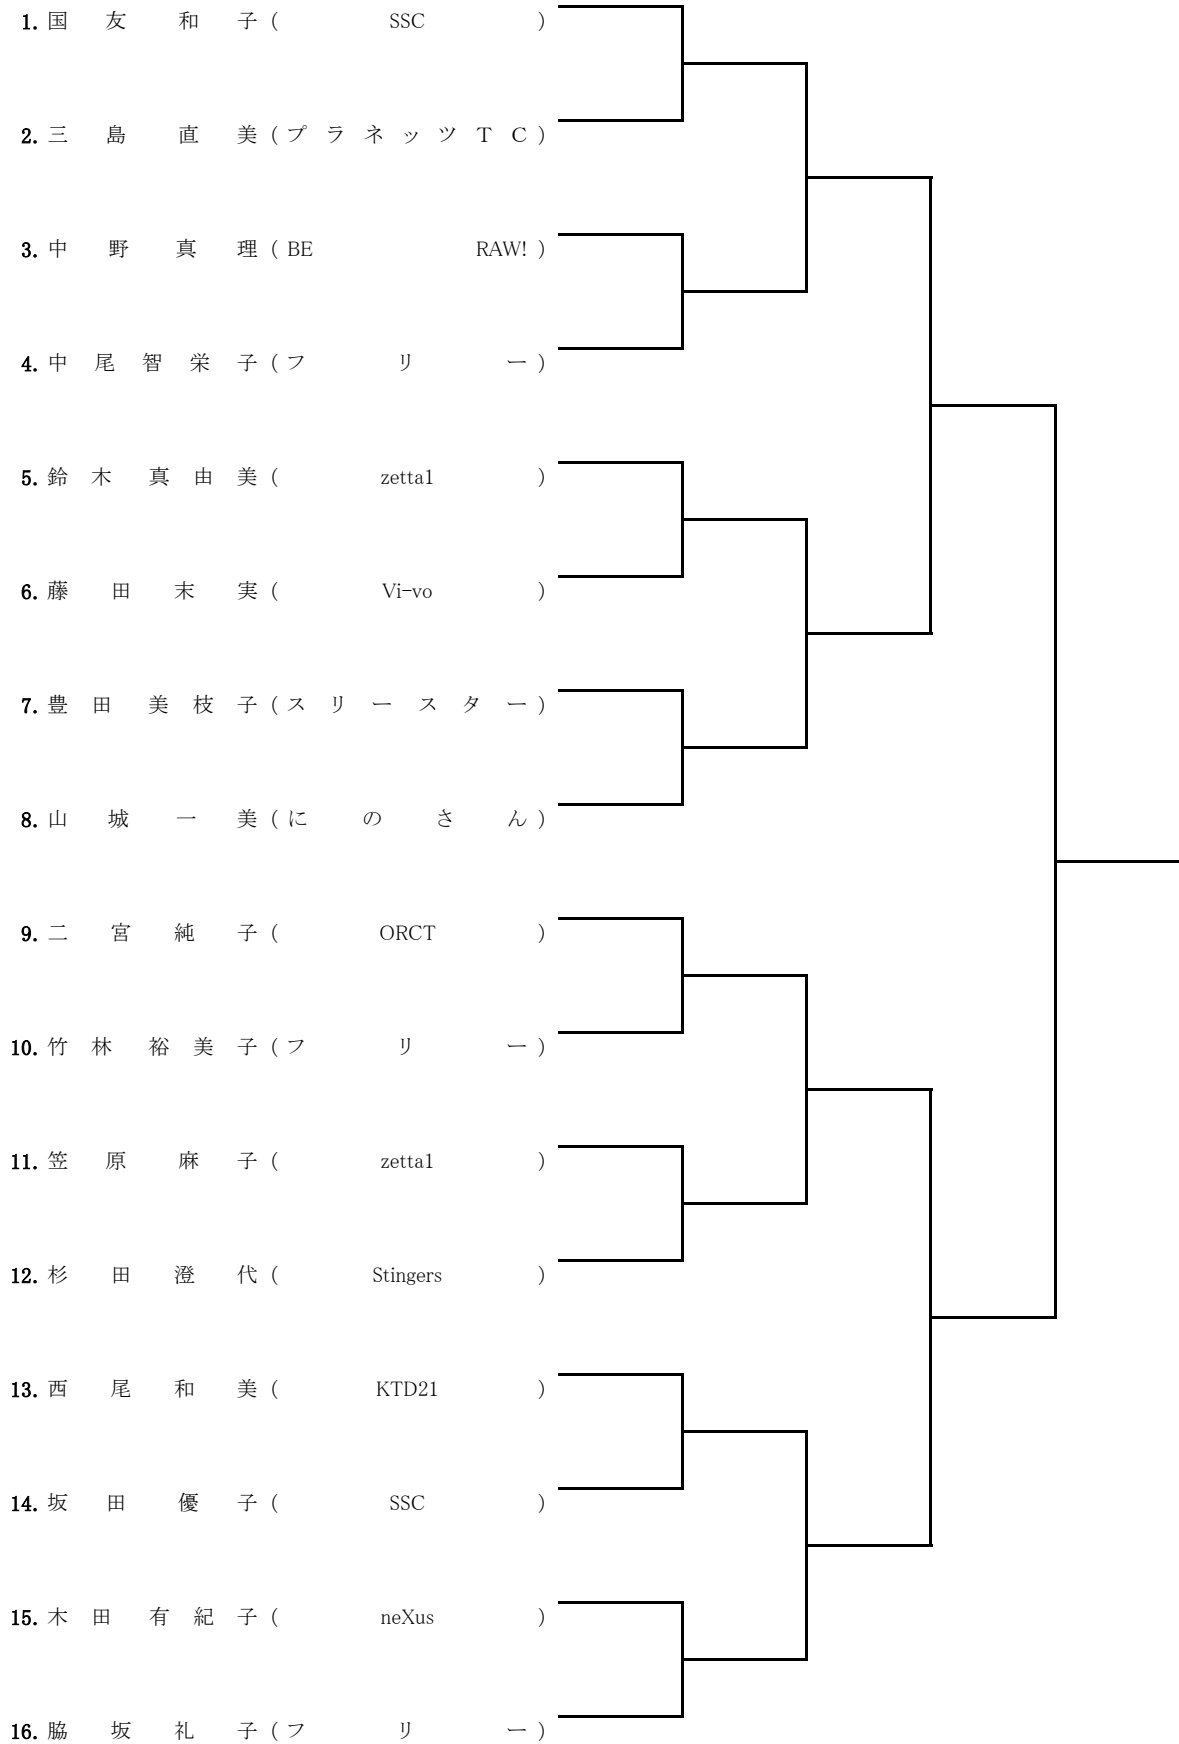 1. 国友 和子 ( SSC )
2. 三島 直美 ( プラネッツTC )
3. 中野 真理 ( BE RAW! )
4. 中尾智栄子 ( フリー )
5. 鈴木 真由美 ( zetta1 )
6. 藤田末実 ( Vi-vo )
7. 豊田 美枝子 ( スリースター )
8. 山城 一美 ( にのさん )
9. 二宮純子 ( ORCT )
10. 竹林 裕美子 ( フリー )
11. 笠原 麻子 ( zetta1 )
12. 杉田澄代 ( Stingers )
13. 西尾和美 ( KTD21 )
14. 坂田 優子 ( SSC )
15. 木田 有紀子 ( neXus )
16. 脇坂礼子 ( フリー )